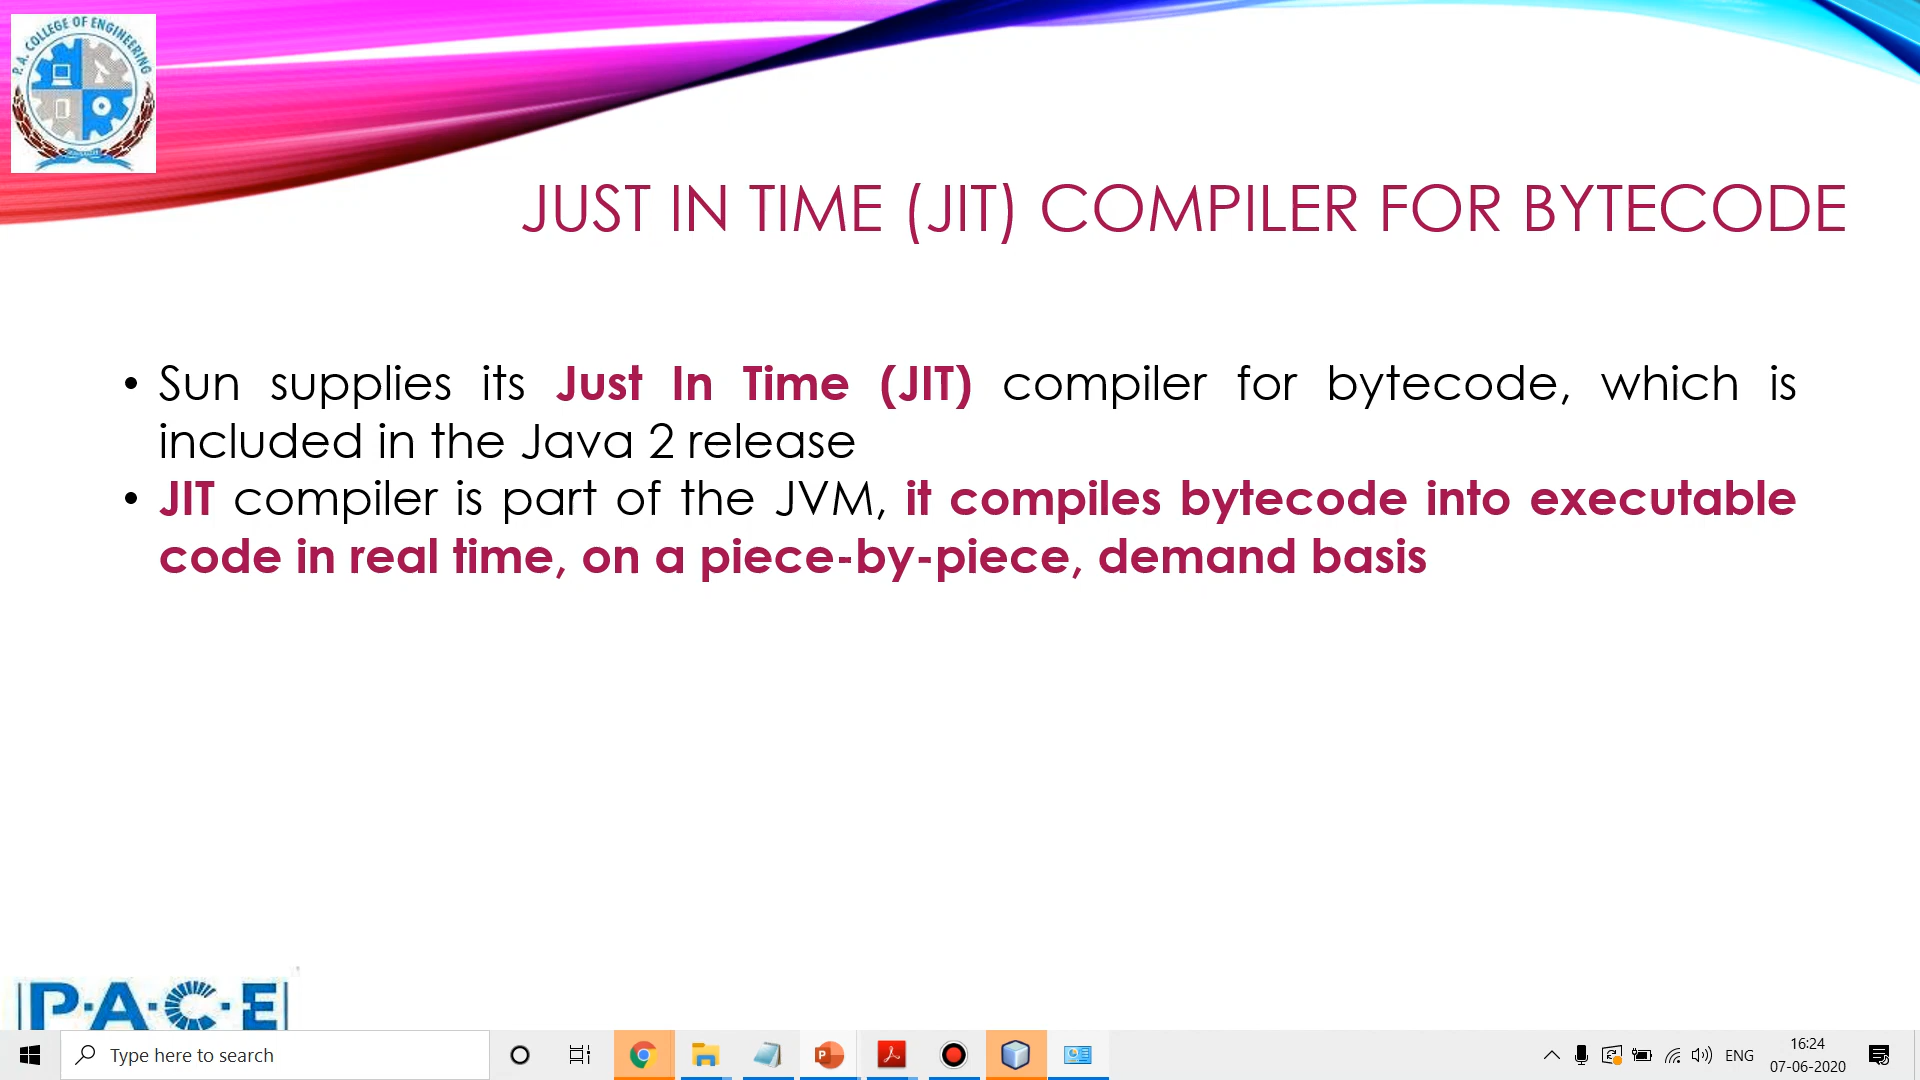 P.A. COLLEGE OF ENGINEERING
JUST IN TIME (JIT) COMPILER FOR BYTECODE
• Sun supplies its Just In Time (JIT) compiler for bytecode, which is
included in the Java 2 release
• JIT compiler is part of the JVM, it compiles bytecode into executable
code in real time, on a piece-by-piece, demand basis
P·A·C·E
Type here to search
ENG
16:24
07-06-2020